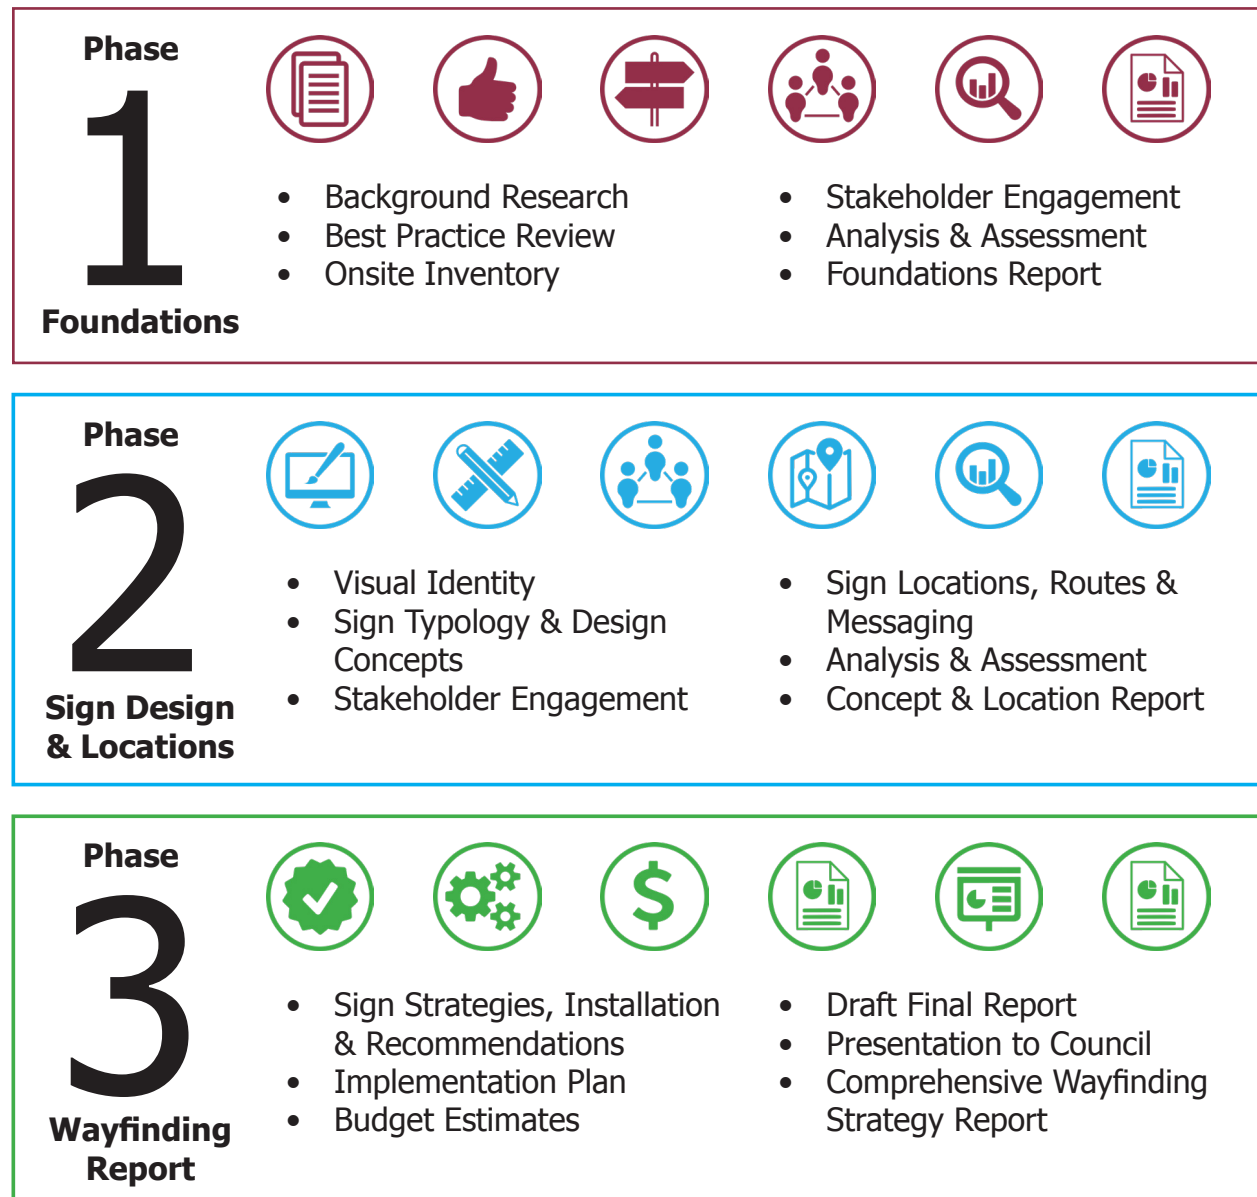 Phase
1
Foundations
• Background Research
• Best Practice Review
• Onsite Inventory
• Stakeholder Engagement
• Analysis & Assessment
• Foundations Report
Phase
2
Sign Design
& Locations
• Visual Identity
• Sign Typology & Design
Concepts
• Stakeholder Engagement
• Sign Locations, Routes &
Messaging
• Analysis & Assessment
• Concept & Location Report
Phase
3
Wayfinding
Report
$
• Sign Strategies, Installation
& Recommendations
• Implementation Plan
• Budget Estimates
• Draft Final Report
• Presentation to Council
• Comprehensive Wayfinding
Strategy Report